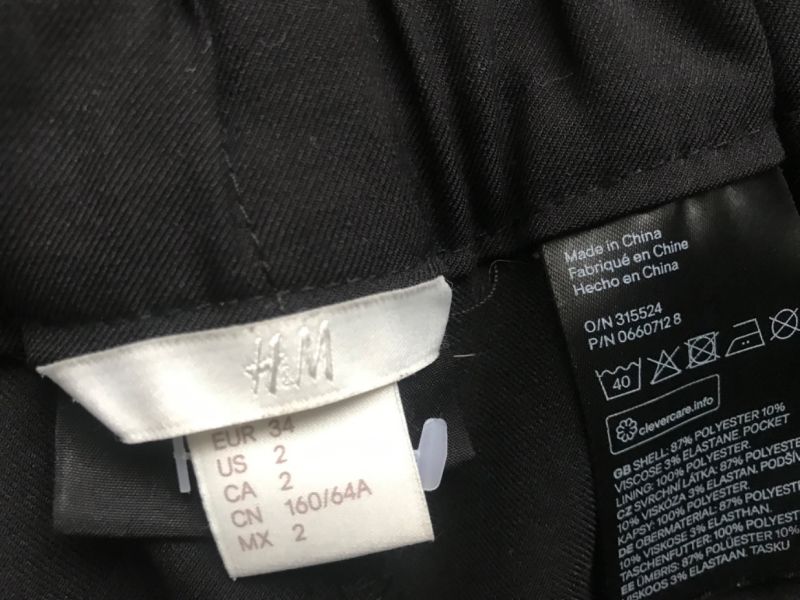 H&M
EUR 34
US 2
CA 2
CN 160/64A
MX 2
Made in China
Fabriqué en Chine
Hecho en China
O/N 315524
P/N 0660712 8
40
clevercare.info
GB SHELL: 87% POLYESTER 10%
VISCOSE 3% ELASTANE. POCKET
LINING: 100% POLYESTER.
CZ SVRCHNÍ LÁTKA: 87% POLYESTER
10% VISKÓZA 3% ELASTAN.
KAPSY: 100% POLYESTER.
DE OBERMATERIAL: 87% POLYESTER
10% VISKOSE 3% ELASTHAN.
TASCHENFUTTER: 100% POLYESTER.
EE ÜMBRIS: 87% POLÜESTER 10%
VISKOOS 3% ELASTAN. TASKU